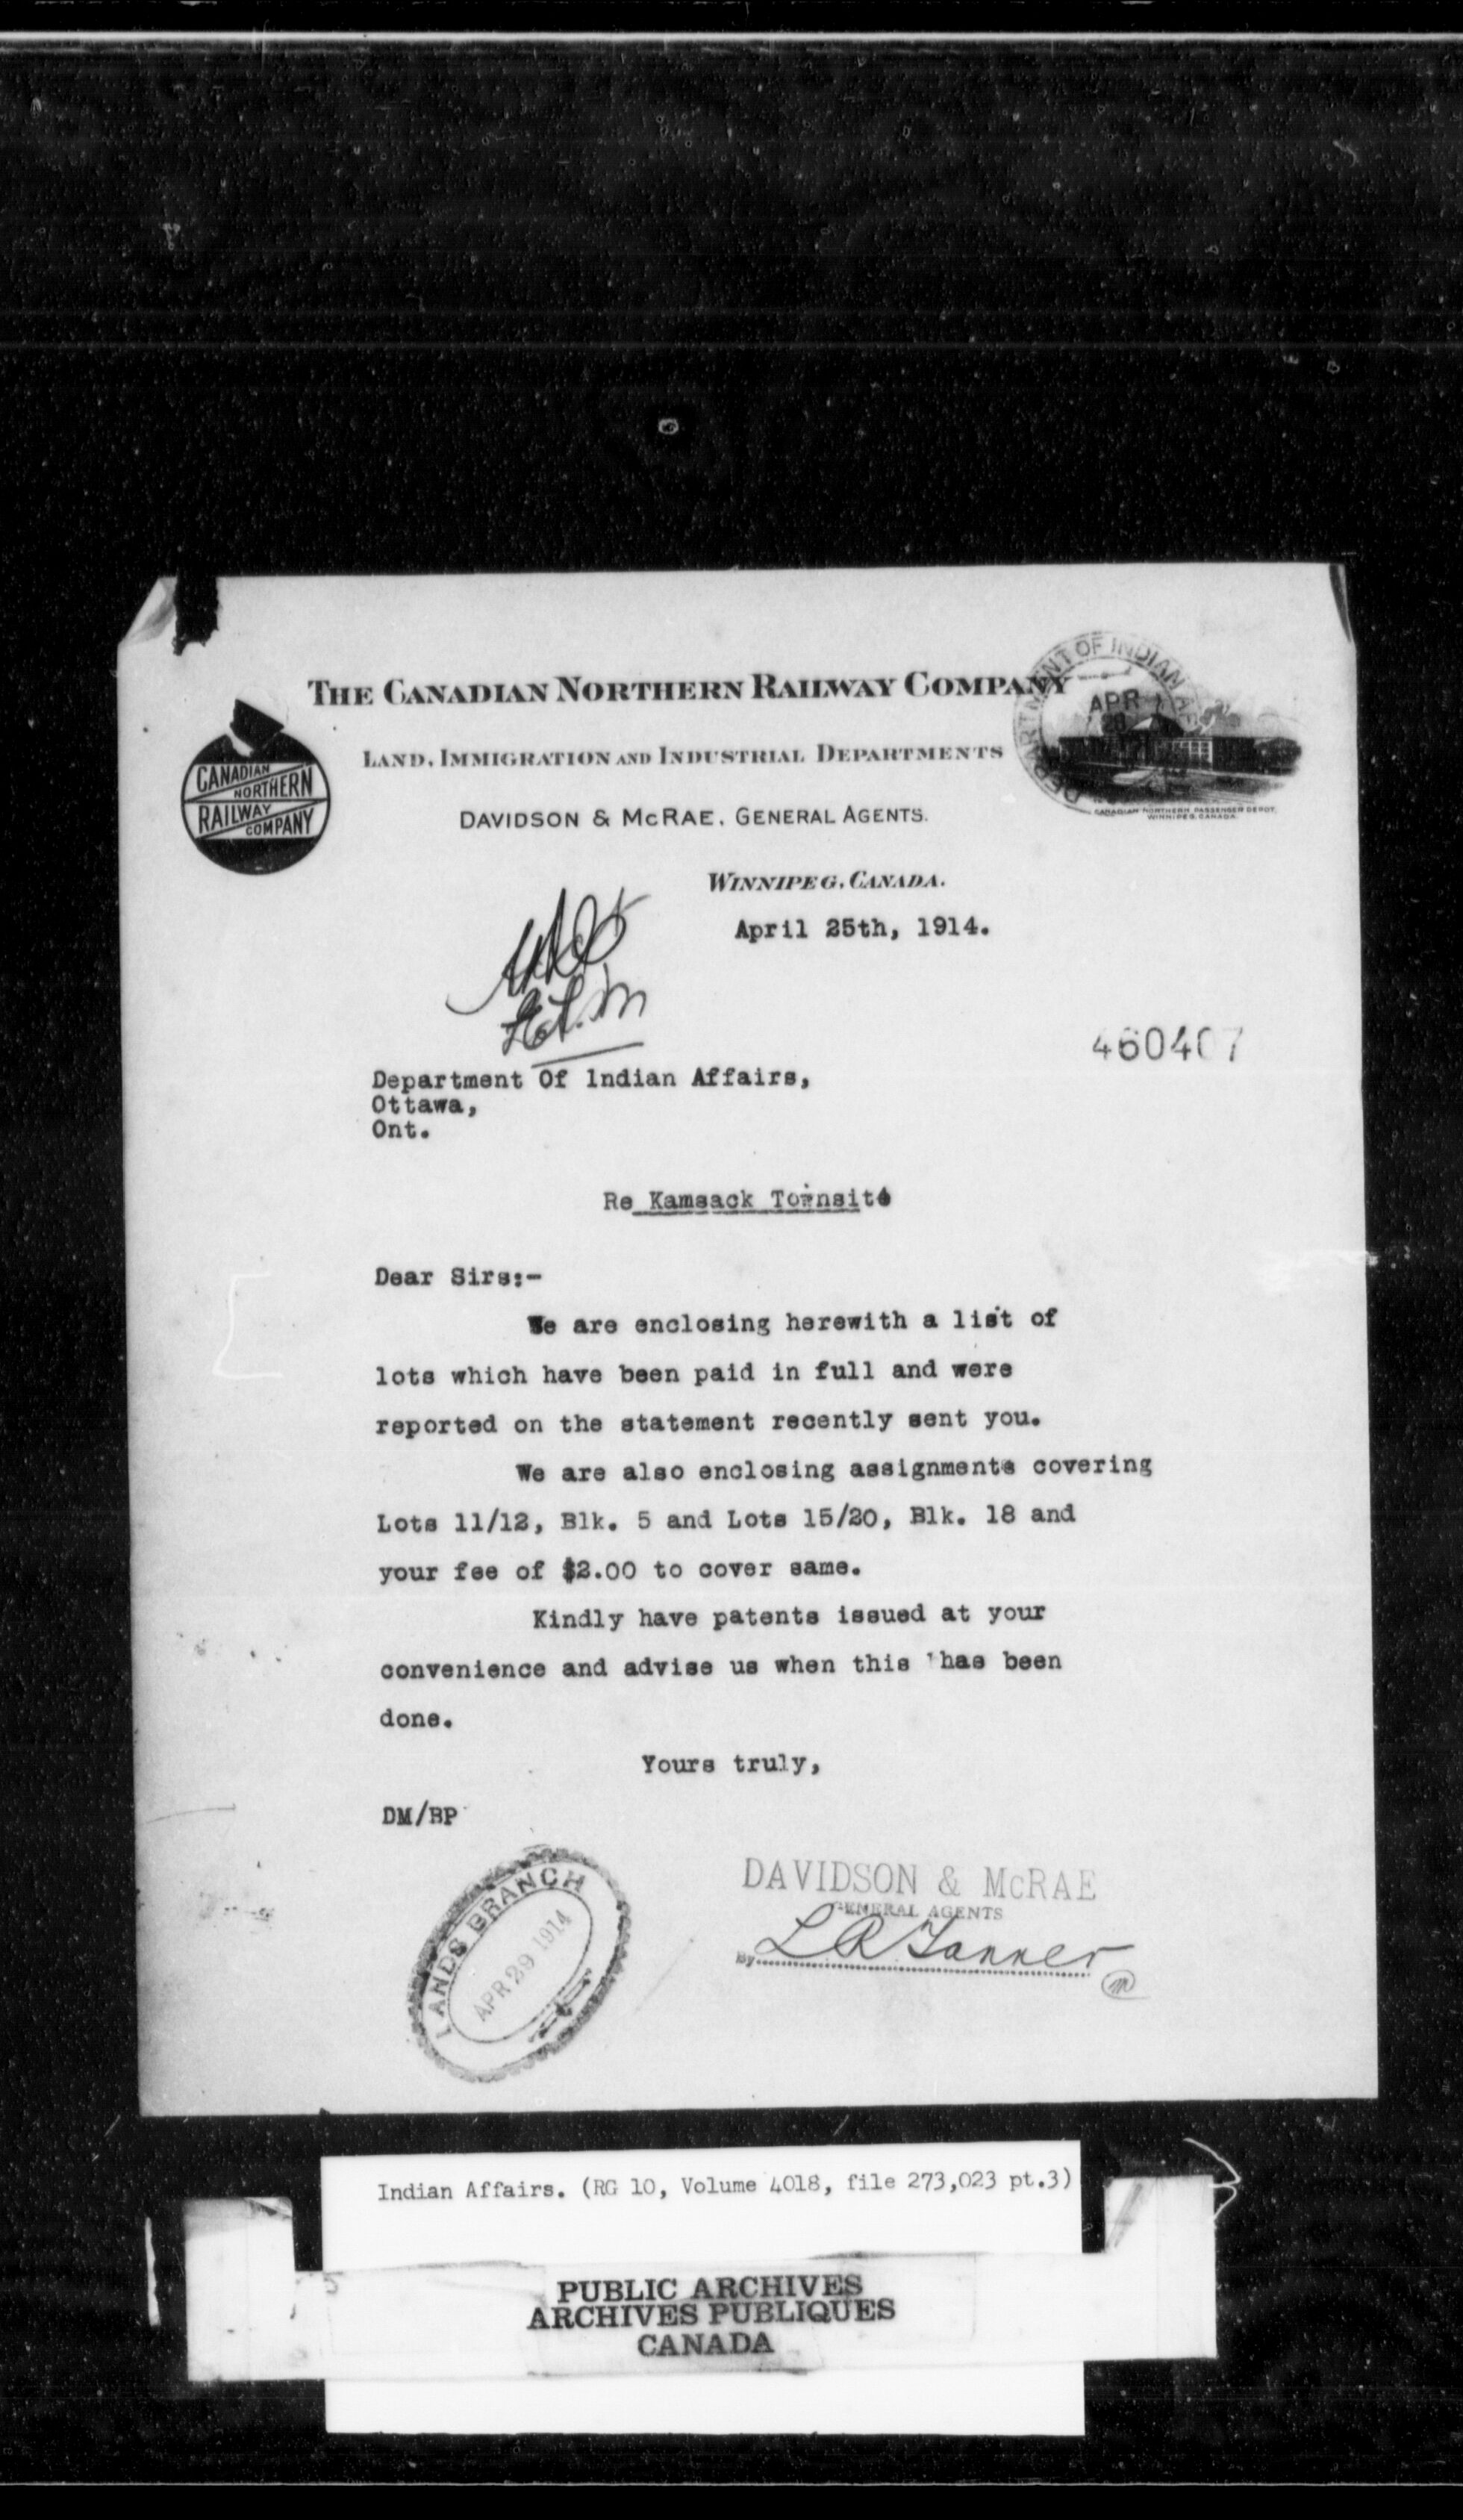 THE CANADIAN NORTHERN RAILWAY COMPANY
DEPARTMENT OF INDIAN
APR 28
CANADIAN NORTHERN RAILWAY COMPANY
LAND, IMMIGRATION AND INDUSTRIAL DEPARTMENTS
DAVIDSON & McRAE, GENERAL AGENTS.
CANADIAN NORTHERN PASSENGER DEPOT,
WINNIPEG, CANADA.
WINNIPEG, CANADA.
April 25th, 1914.
460407
Department Of Indian Affairs,
Ottawa,
Ont.
Re Kamsack Townsite
Dear Sirs:-
We are enclosing herewith a list of
lots which have been paid in full and were
reported on the statement recently sent you.
We are also enclosing assignments covering
Lots 11/12, Blk. 5 and Lots 15/20, Blk. 18 and
your fee of $2.00 to cover same.
Kindly have patents issued at your
convenience and advise us when this has been
done.
Yours truly,
DM/BP
LANDS BRANCH
APR 29 1914
DAVIDSON & McRAE
GENERAL AGENTS
By L R Tanner
Indian Affairs. (RG 10, Volume 4018, file 273,023 pt.3)
PUBLIC ARCHIVES
ARCHIVES PUBLIQUES
CANADA